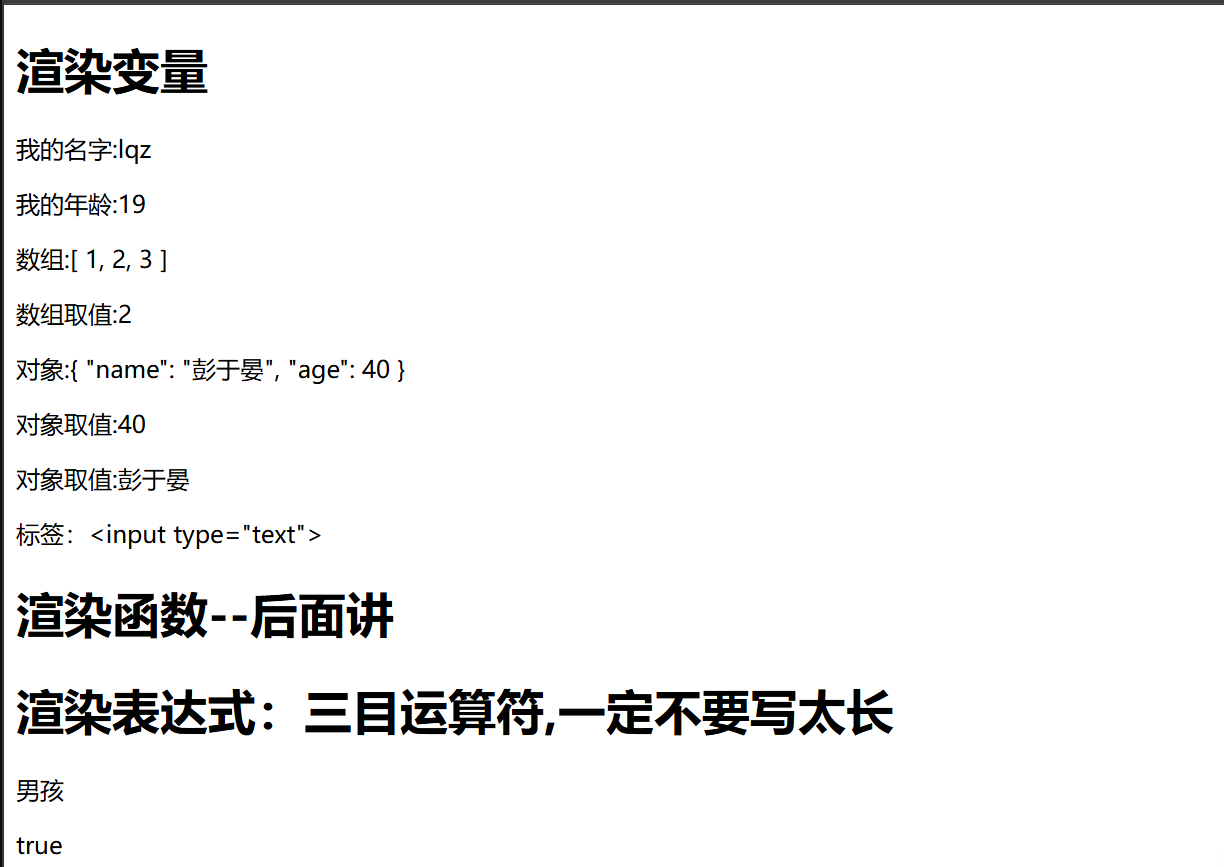 渲染变量
我的名字:lqz
我的年龄:19
数组:[ 1, 2, 3 ]
数组取值:2
对象:{ "name": "彭于晏", "age": 40 }
对象取值:40
对象取值:彭于晏
标签：<input type="text">
渲染函数--后面讲
渲染表达式：三目运算符,一定不要写太长
男孩
true